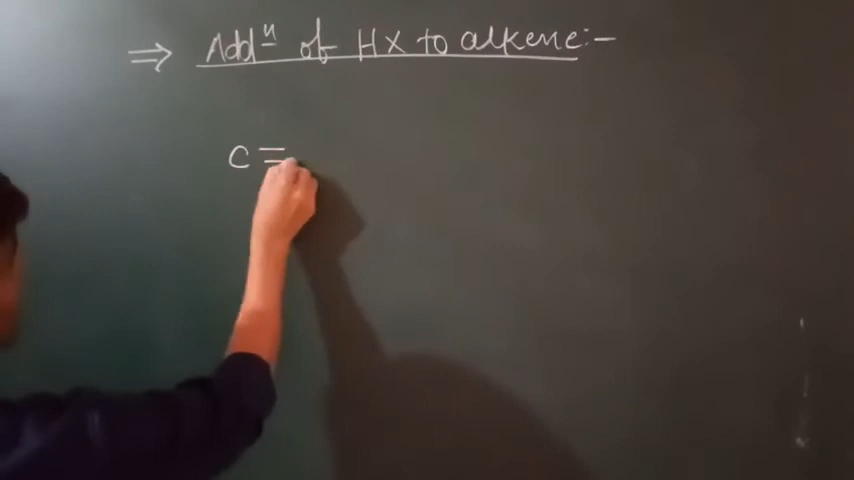 ⇒ Addⁿ of HX to alkene:-
C =